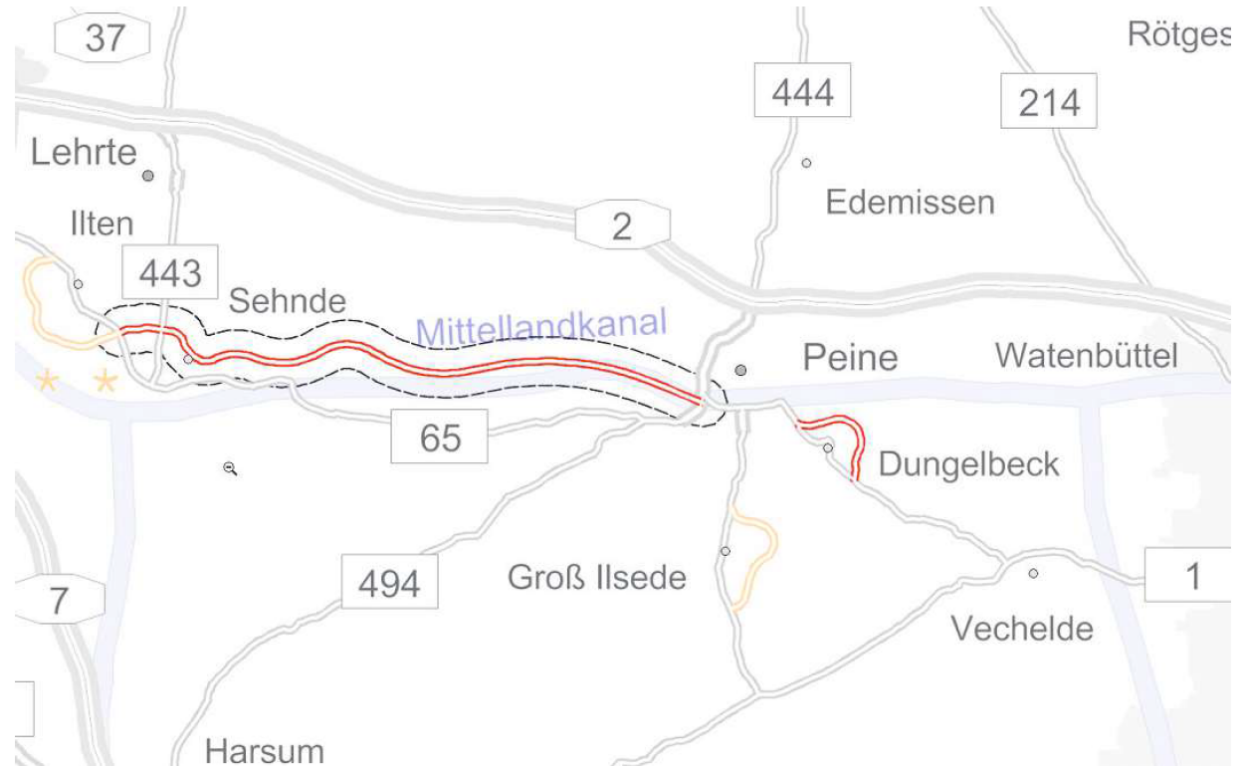 37
Rötges
444
214
Lehrte
Edemissen
Ilten
2
443
Sehnde
Mittellandkanal
Peine
Watenbüttel
65
Dungelbeck
494
Groß Ilsede
1
7
Vechelde
Harsum